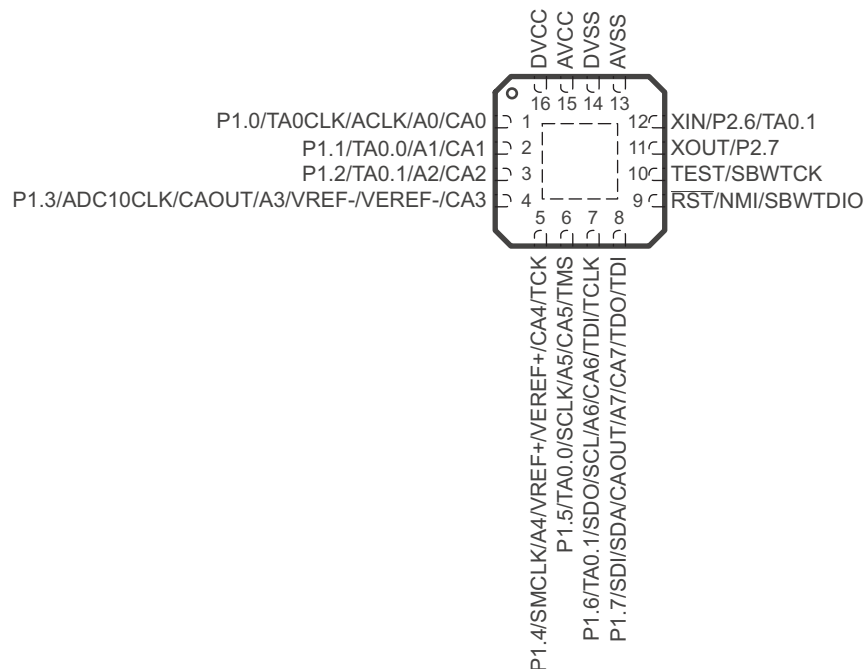 DVCC
AVCC
DVSS
AVSS
16 15 14 13
P1.0/TA0CLK/ACLK/A0/CA0 1
P1.1/TA0.0/A1/CA1 2
P1.2/TA0.1/A2/CA2 3
P1.3/ADC10CLK/CAOUT/A3/VREF-/VEREF-/CA3 4
12 XIN/P2.6/TA0.1
11 XOUT/P2.7
10 TEST/SBWTCK
9 R̅S̅T̅/NMI/SBWTDIO
5 6 7 8
P1.4/SMCLK/A4/VREF+/VEREF+/CA4/TCK
P1.5/TA0.0/SCLK/A5/CA5/TMS
P1.6/TA0.1/SDO/SCL/A6/CA6/TDI/TCLK
P1.7/SDI/SDA/CAOUT/A7/CA7/TDO/TDI